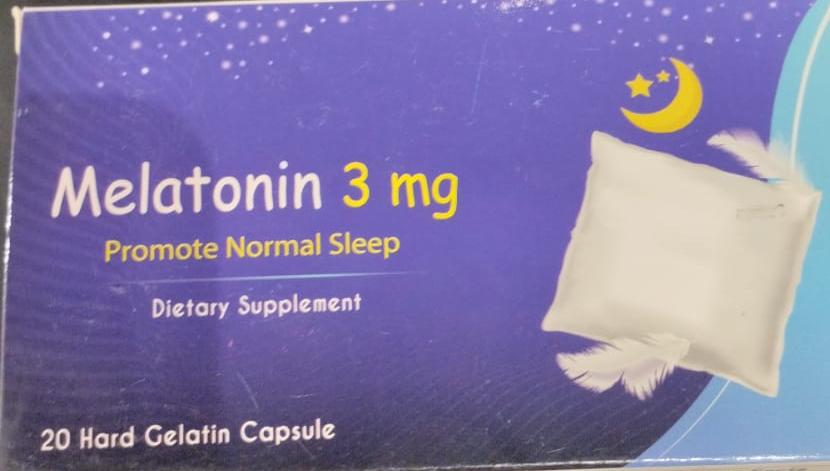 Melatonin 3 mg
Promote Normal Sleep
Dietary Supplement
20 Hard Gelatin Capsule